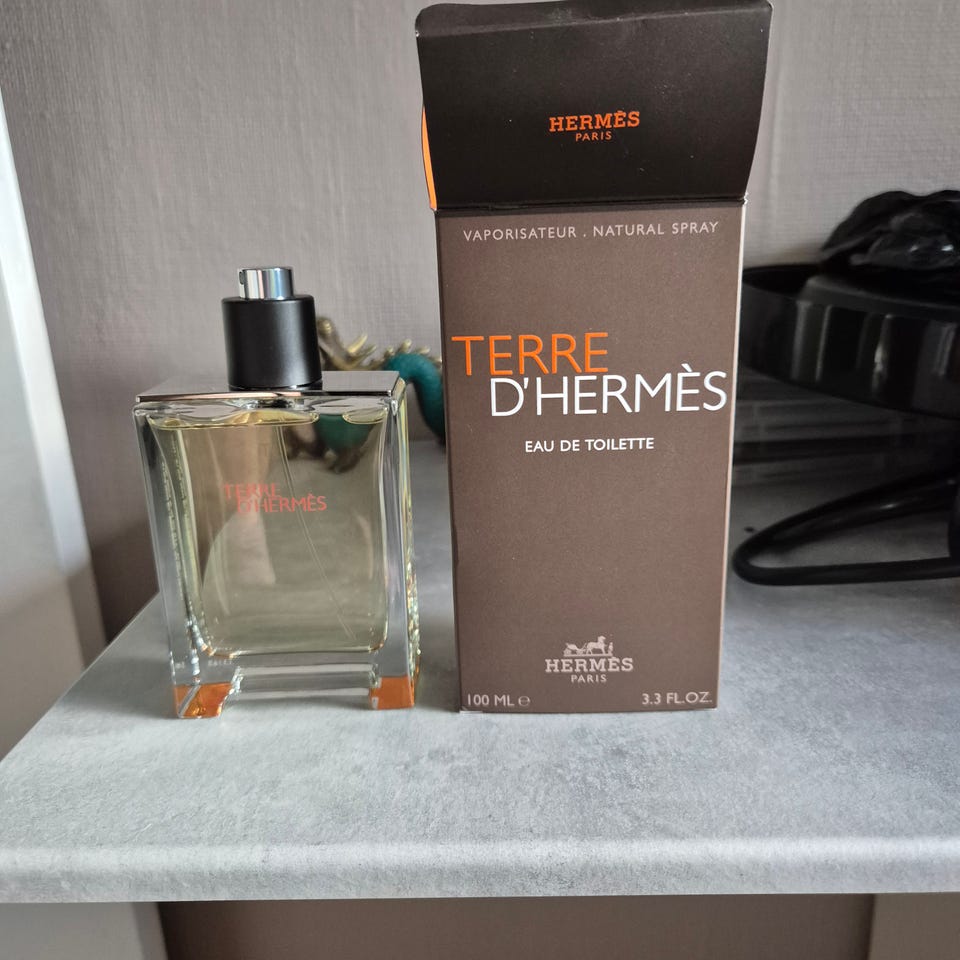 HERMÈS
PARIS
VAPORISATEUR . NATURAL SPRAY
TERRE
D'HERMÈS
EAU DE TOILETTE
HERMÈS
PARIS
100 ML ℮
3.3 FL.OZ.
TERRE
D'HERMÈS